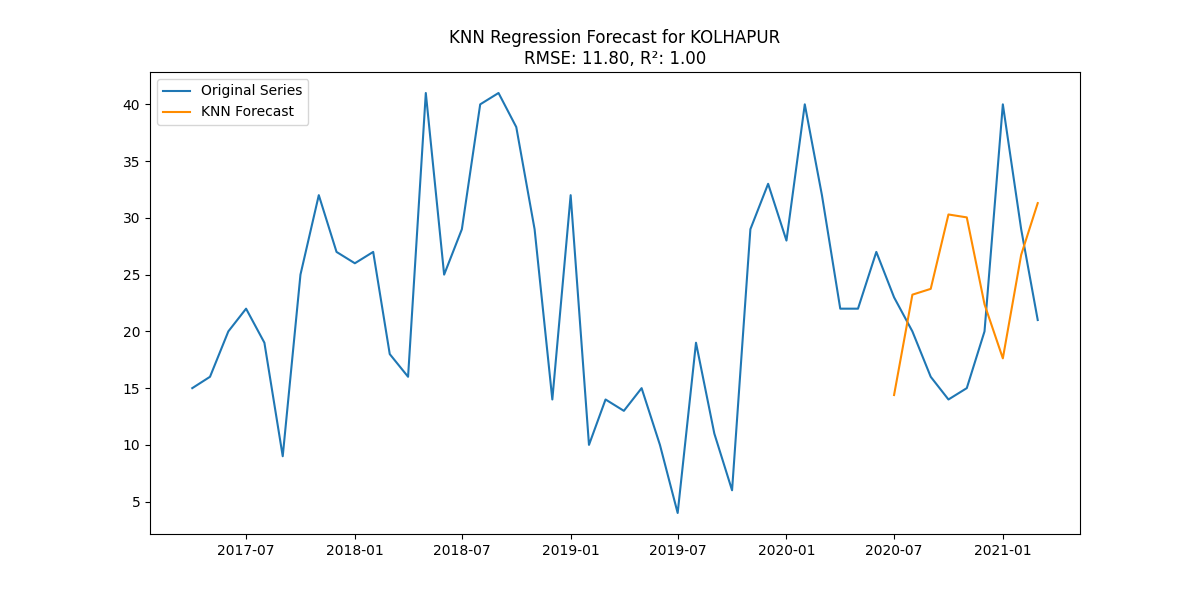 KNN Regression Forecast for KOLHAPUR
RMSE: 11.80, R²: 1.00
Original Series
KNN Forecast
40
35
30
25
20
15
10
5
2017-07 2018-01 2018-07 2019-01 2019-07 2020-01 2020-07 2021-01